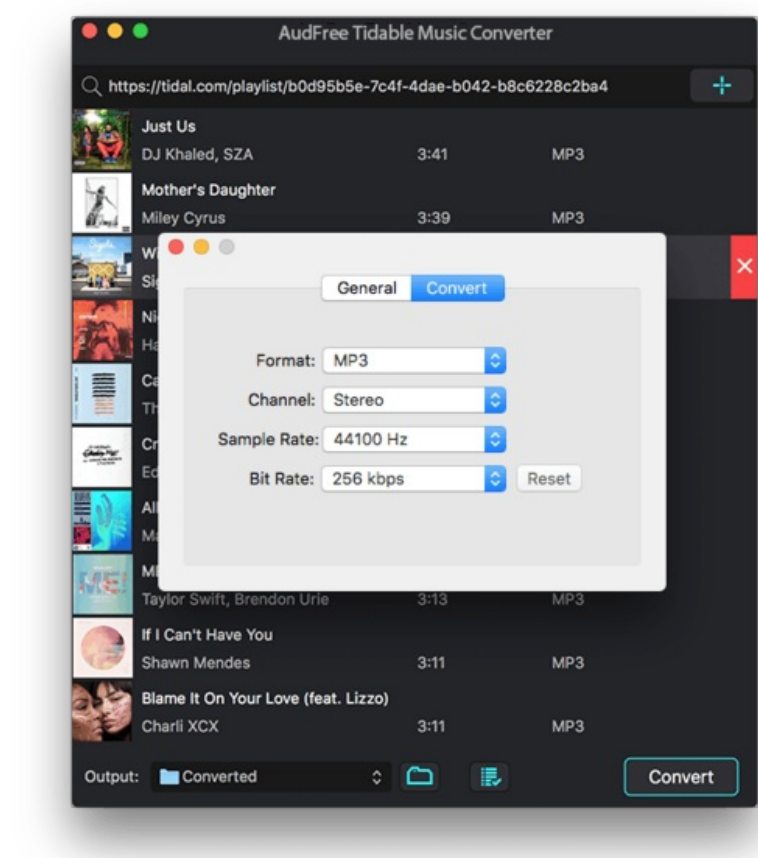 AudFree Tidable Music Converter
https://tidal.com/playlist/b0d95b5e-7c4f-4dae-b042-b8c6228c2ba4
Just Us
DJ Khaled, SZA 3:41 MP3
Mother's Daughter
Miley Cyrus 3:39 MP3
General Convert
Format: MP3
Channel: Stereo
Sample Rate: 44100 Hz
Bit Rate: 256 kbps Reset
Taylor Swift, Brendon Urie 3:13 MP3
If I Can't Have You
Shawn Mendes 3:11 MP3
Blame It On Your Love (feat. Lizzo)
Charli XCX 3:11 MP3
Output: Converted Convert